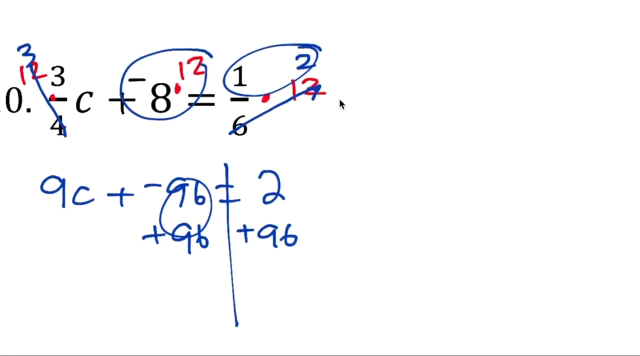 3 12 · 3/4 c + ⁻8 · 12 = 1/6 · 12 2
0.
9c + ⁻96 = 2
+96 +96